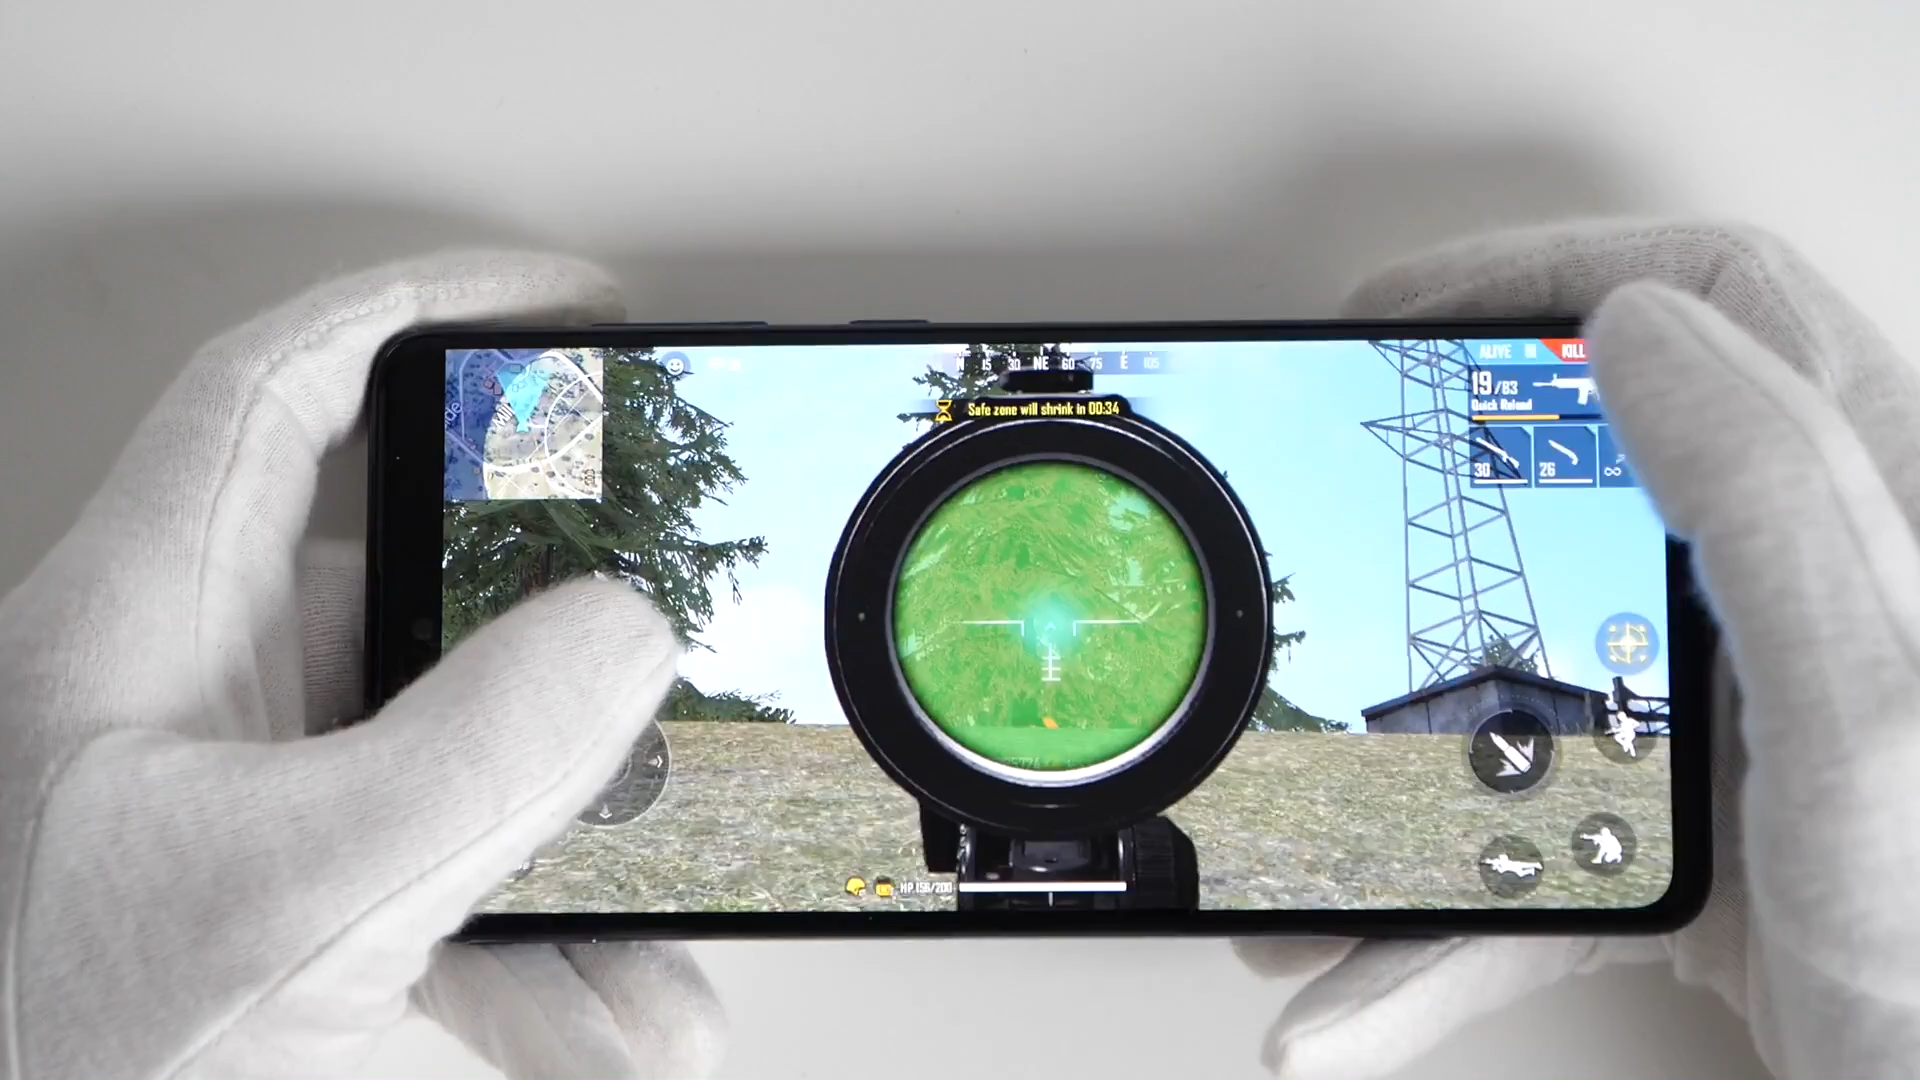 N 15 30 NE 60 75 E 105
Safe zone will shrink in 00:34
ALIVE
KILL
19/83
Quick Reload
30
26
∞
HP 156/200